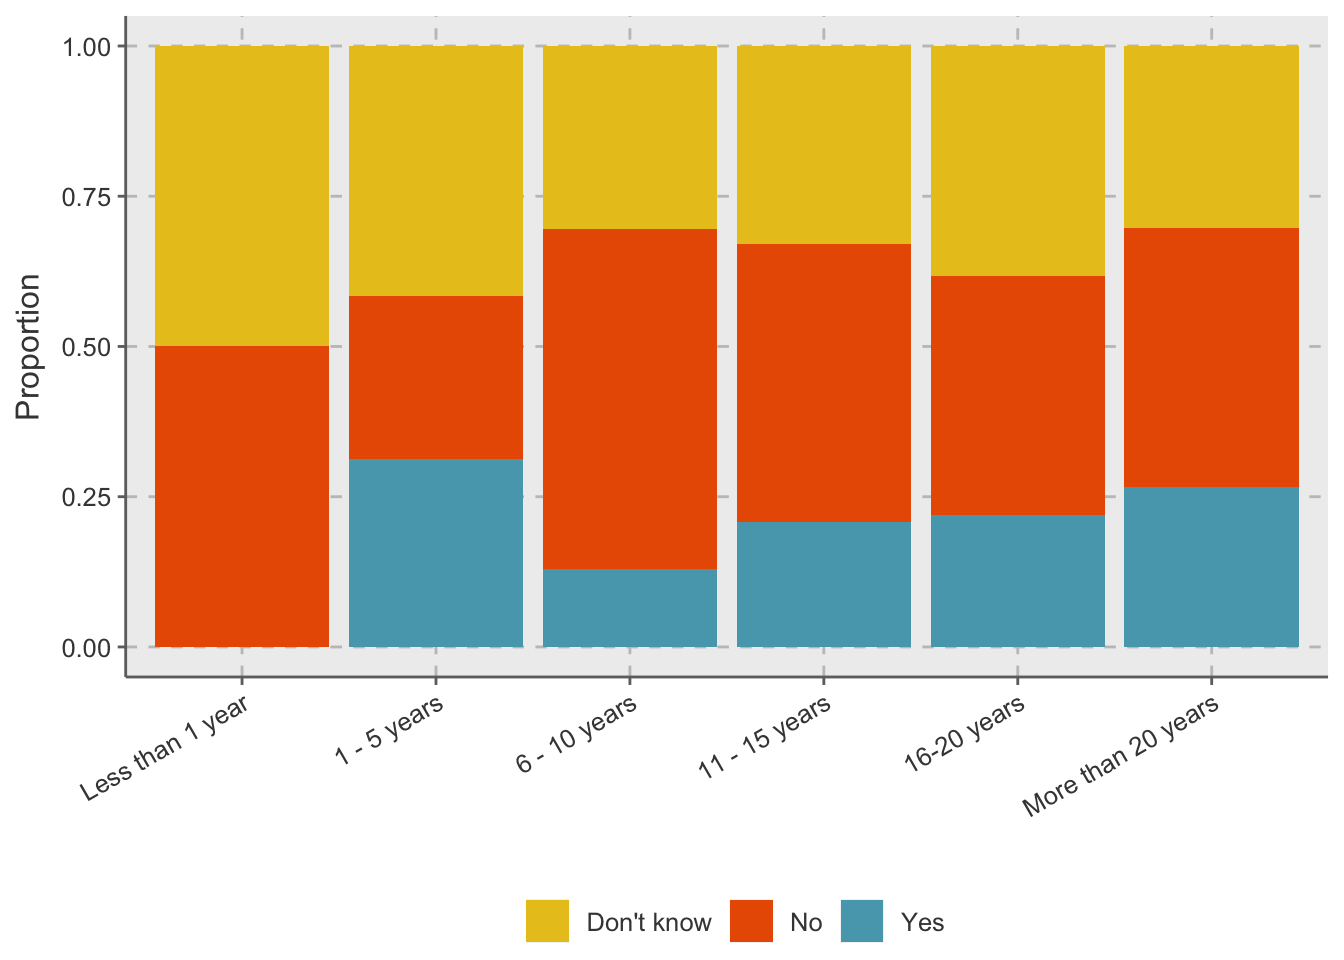 1.00
0.75
0.50
0.25
0.00
Proportion
Less than 1 year
1 - 5 years
6 - 10 years
11 - 15 years
16-20 years
More than 20 years
Don't know
No
Yes